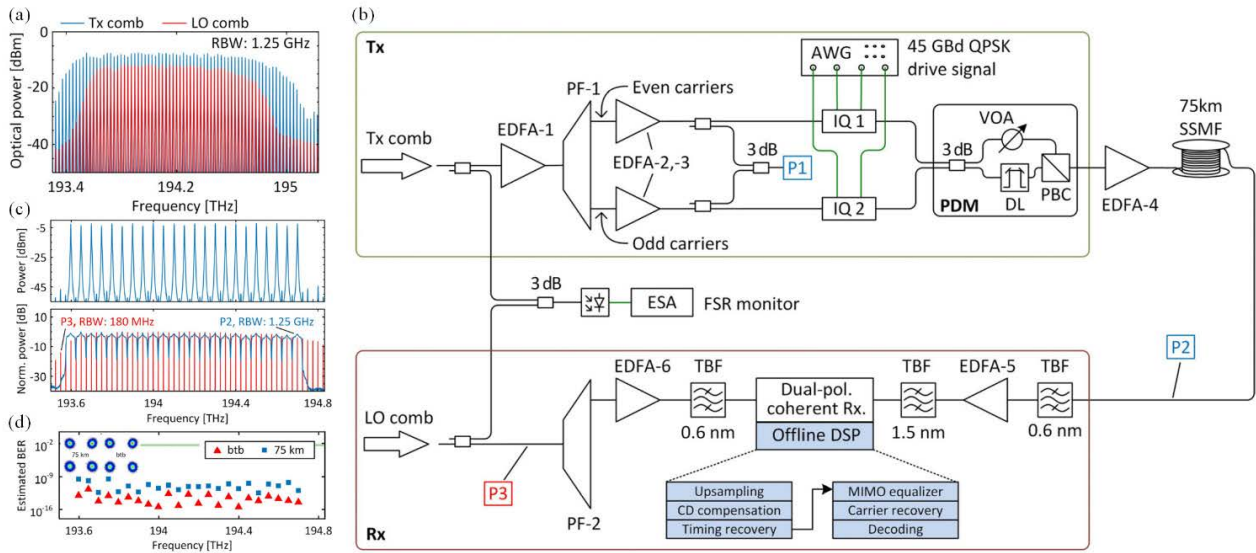 (a)
Tx comb
LO comb
RBW: 1.25 GHz
Optical power [dBm]
0
-20
-40
193.4
194.2
195
Frequency [THz]
(b)
Tx
Tx comb
EDFA-1
PF-1
Even carriers
EDFA-2,-3
Odd carriers
3 dB
P1
AWG
45 GBd QPSK
drive signal
IQ 1
IQ 2
3 dB
VOA
DL
PBC
PDM
EDFA-4
75km
SSMF
3 dB
ESA
FSR monitor
P2
Rx
LO comb
P3
PF-2
EDFA-6
TBF
0.6 nm
Dual-pol.
coherent Rx.
Offline DSP
TBF
1.5 nm
EDFA-5
TBF
0.6 nm
Upsampling
CD compensation
Timing recovery
MIMO equalizer
Carrier recovery
Decoding
(c)
Power [dBm]
-5
-25
-45
Norm. power [dB]
10
-10
-30
P3, RBW: 180 MHz
P2, RBW: 1.25 GHz
193.6
194
194.4
194.8
Frequency [THz]
(d)
Estimated BER
10-2
10-9
10-16
75 km
btb
btb
75 km
193.6
194
194.4
194.8
Frequency [THz]